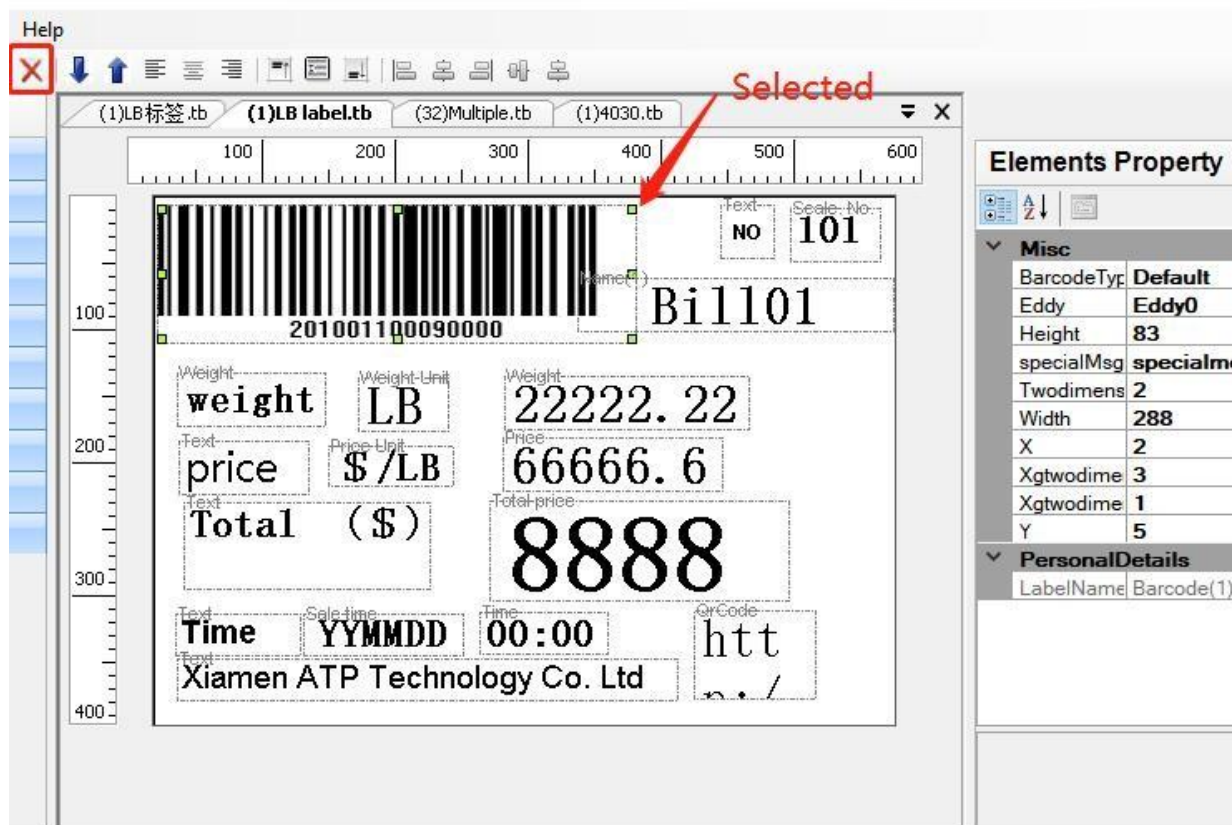 Help
Selected
(1)LB标签.tb
(1)LB label.tb
(32)Multiple.tb
(1)4030.tb
100 200 300 400 500 600
Elements Property
Text
NO
Scale. No.
101
Name(1)
Bill01
201001100090000
100
Weight
weight
Weight-Unit
LB
Weight
22222.22
200
Text
price
Price Unit
$/LB
Price
66666.6
Text
Total ($)
Total-price
8888
300
Text
Time
Sale time
YYMMDD
Time
00:00
QrCode
htt
p:/
Text
Xiamen ATP Technology Co. Ltd
400
Misc
BarcodeTyp Default
Eddy Eddy0
Height 83
specialMsg specialme
Twodimens 2
Width 288
X 2
Xgtwodime 3
Xgtwodime 1
Y 5
PersonalDetails
LabelName Barcode(1)